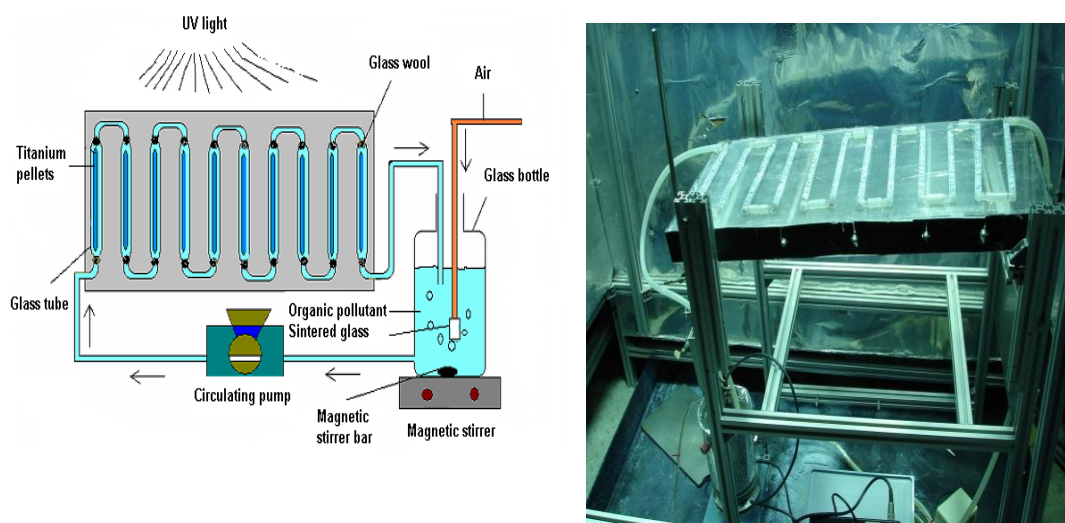 UV light
Glass wool
Air
Titanium
pellets
Glass bottle
Glass tube
Organic pollutant
Sintered glass
Circulating pump
Magnetic
stirrer bar
Magnetic stirrer